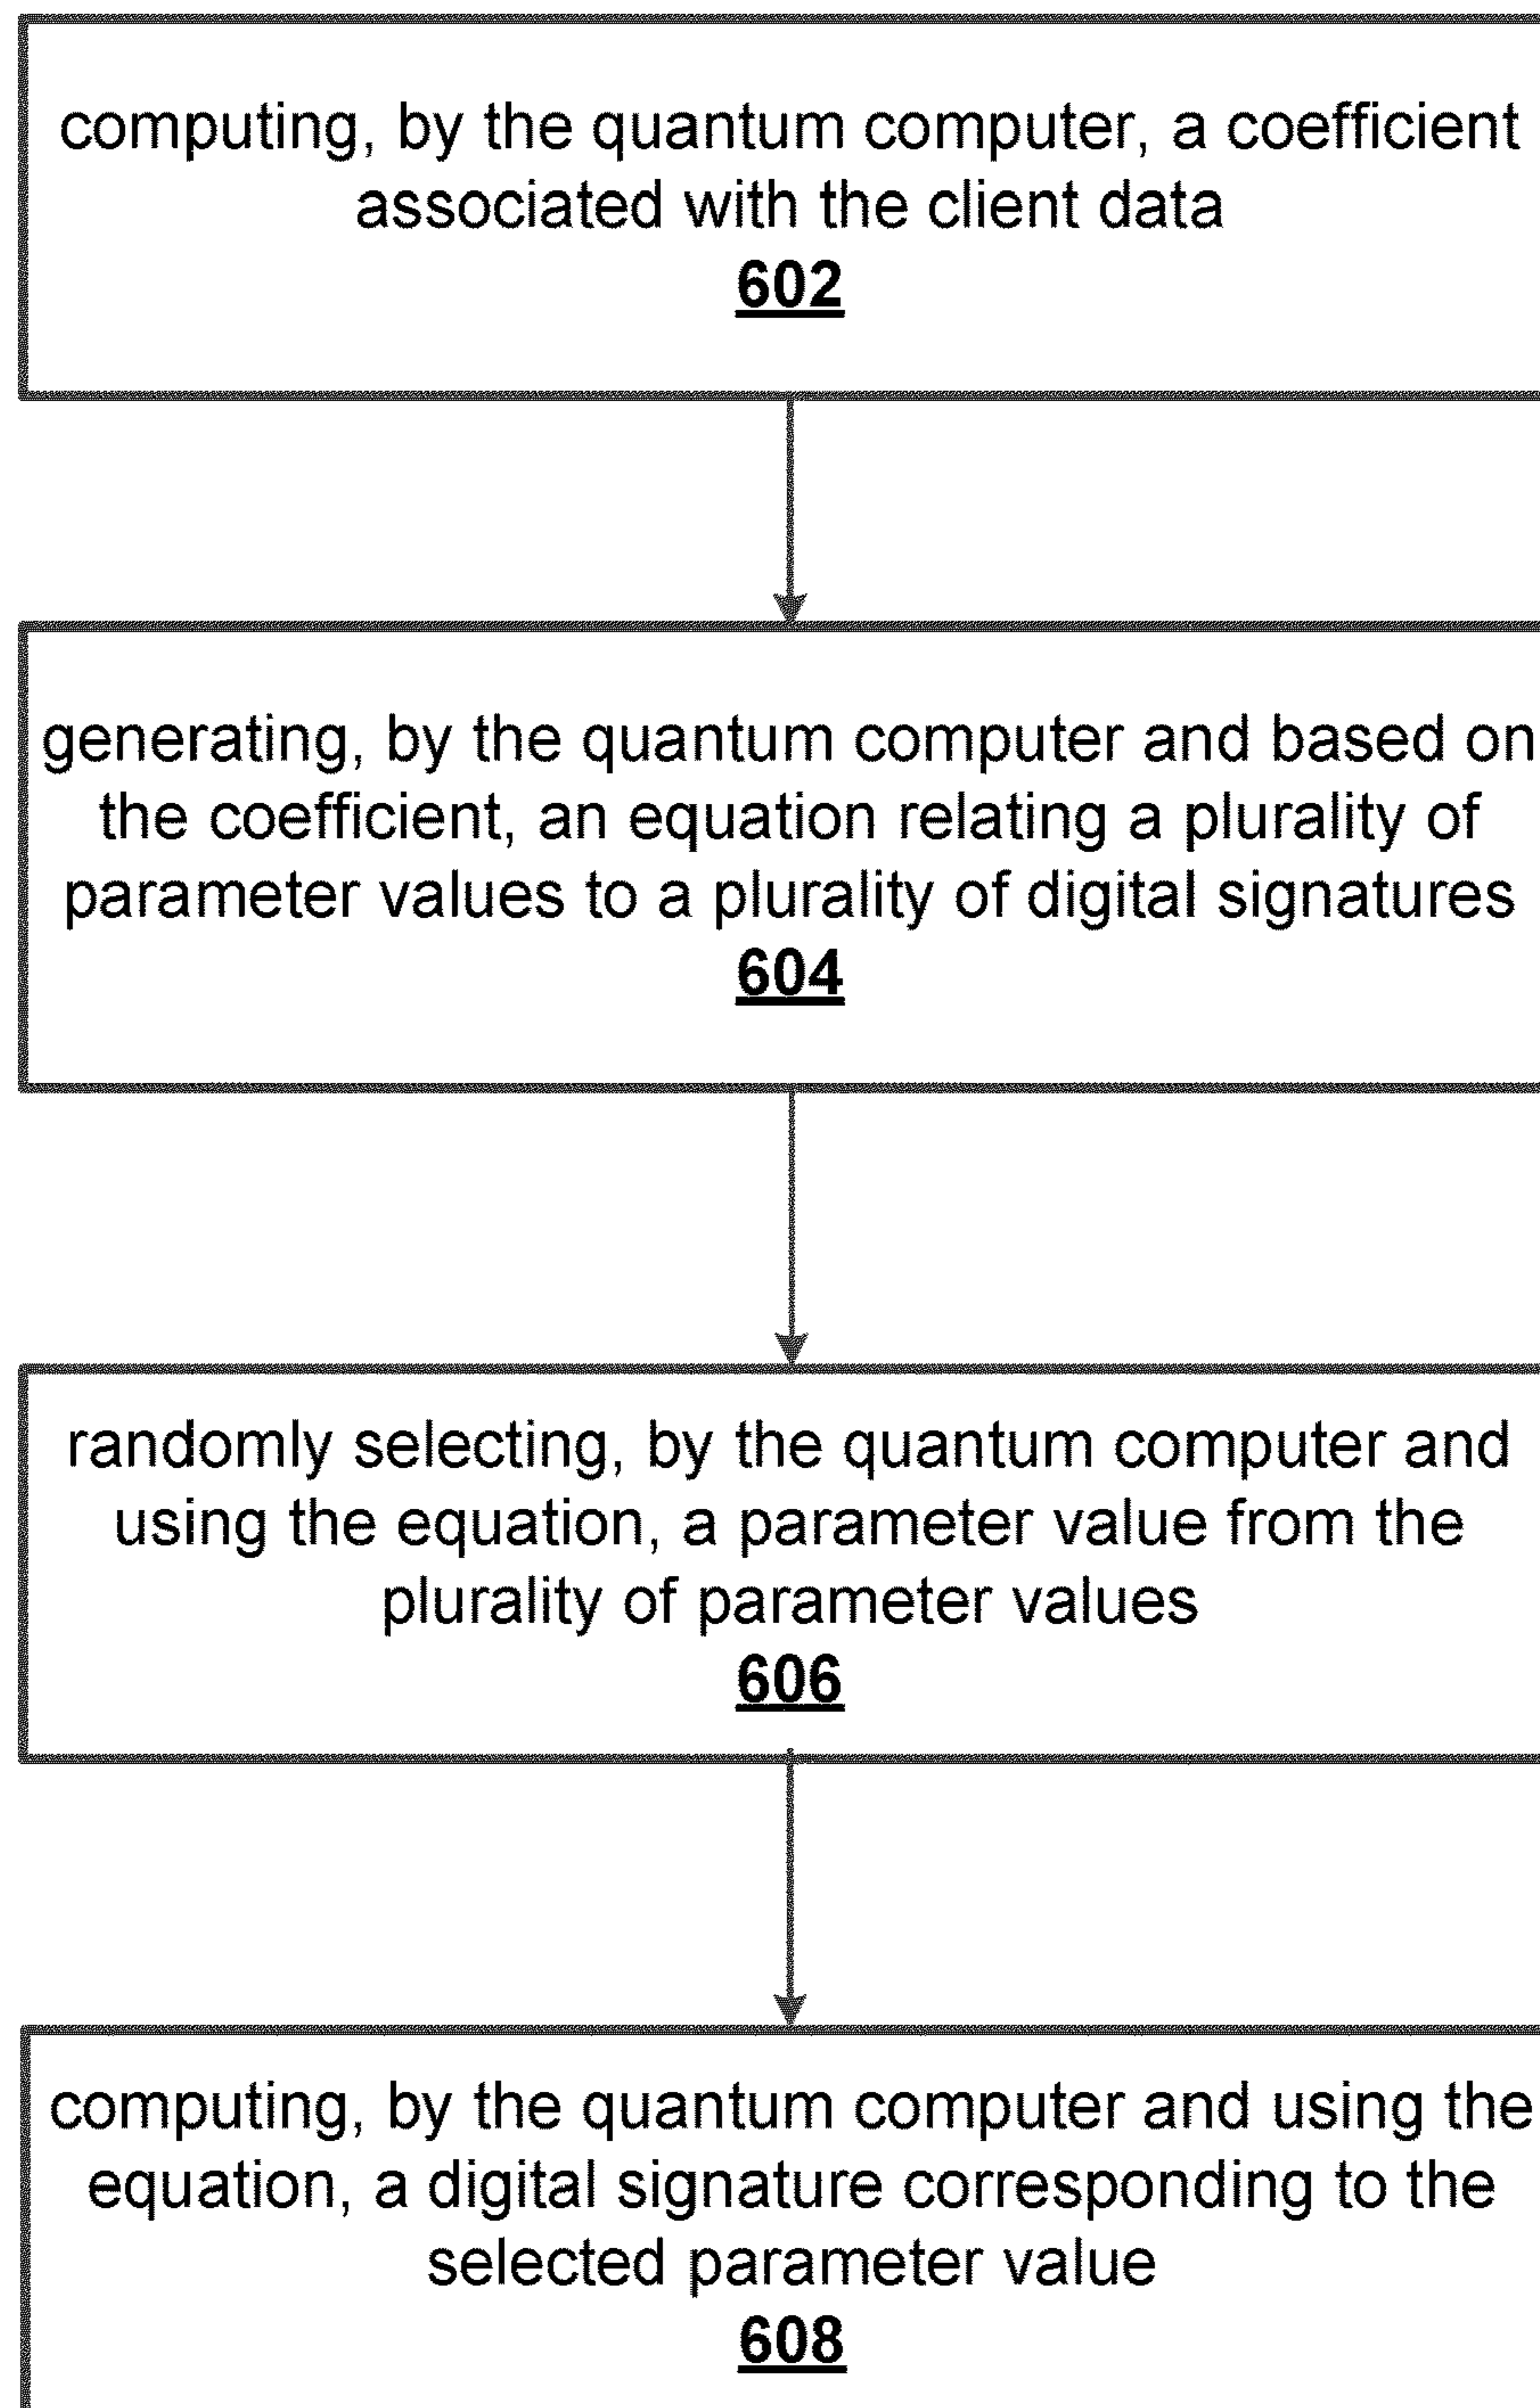 computing, by the quantum computer, a coefficient
associated with the client data
602
generating, by the quantum computer and based on
the coefficient, an equation relating a plurality of
parameter values to a plurality of digital signatures
604
randomly selecting, by the quantum computer and
using the equation, a parameter value from the
plurality of parameter values
606
computing, by the quantum computer and using the
equation, a digital signature corresponding to the
selected parameter value
608